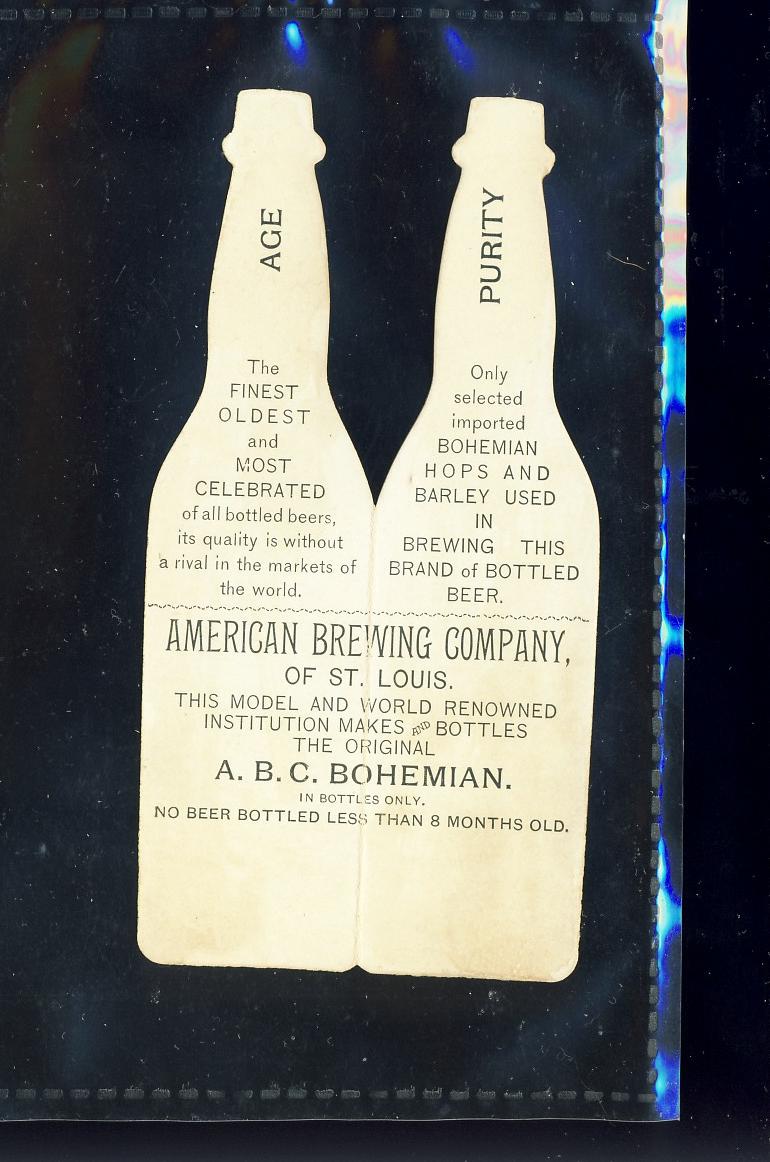 AGE
The
FINEST
OLDEST
and
MOST
CELEBRATED
of all bottled beers,
its quality is without
a rival in the markets of
the world.
PURITY
Only
selected
imported
BOHEMIAN
HOPS AND
BARLEY USED
IN
BREWING THIS
BRAND of BOTTLED
BEER.
AMERICAN BREWING COMPANY,
OF ST. LOUIS.
THIS MODEL AND WORLD RENOWNED
INSTITUTION MAKES AND BOTTLES
THE ORIGINAL
A. B. C. BOHEMIAN.
IN BOTTLES ONLY.
NO BEER BOTTLED LESS THAN 8 MONTHS OLD.